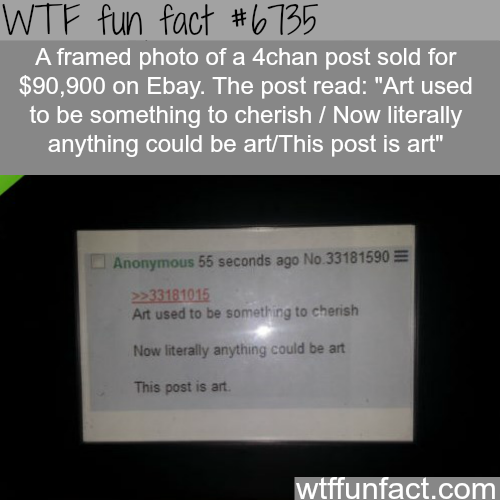 WTF fun fact #6735
A framed photo of a 4chan post sold for
$90,900 on Ebay. The post read: "Art used
to be something to cherish / Now literally
anything could be art/This post is art"
Anonymous 55 seconds ago No.33181590
>>33181015
Art used to be something to cherish
Now literally anything could be art
This post is art.
wtffunfact.com